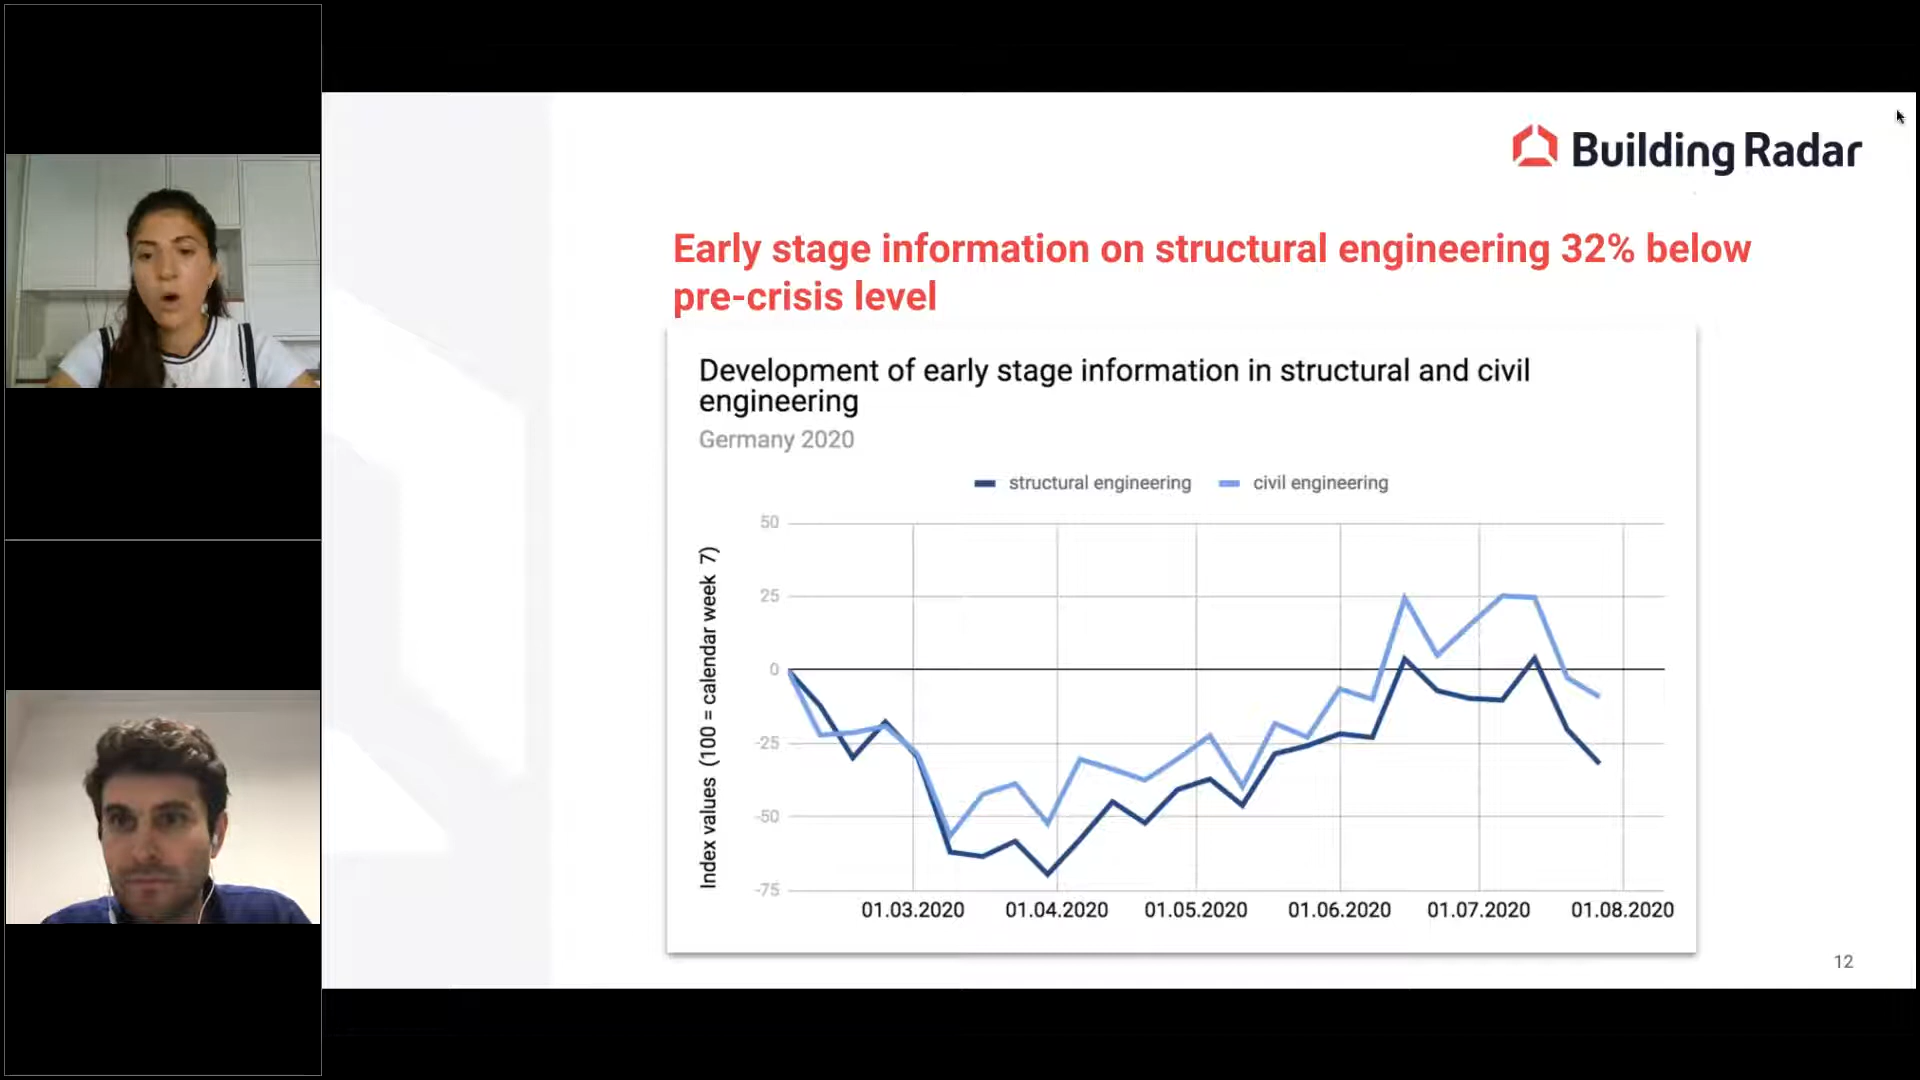 Building Radar
Early stage information on structural engineering 32% below
pre-crisis level
Development of early stage information in structural and civil
engineering
Germany 2020
structural engineering
civil engineering
Index values (100 = calendar week 7)
50
25
0
-25
-50
-75
01.03.2020
01.04.2020
01.05.2020
01.06.2020
01.07.2020
01.08.2020
12